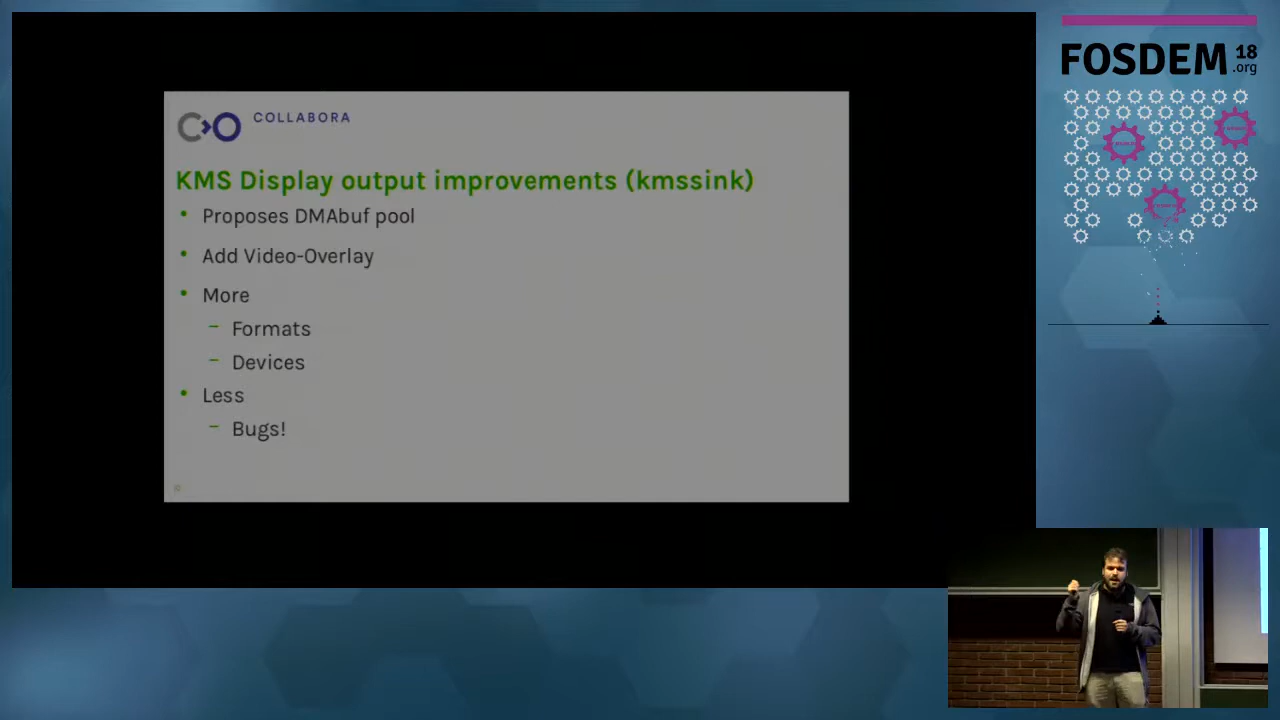 COLLABORA
KMS Display output improvements (kmssink)
• Proposes DMAbuf pool
• Add Video-Overlay
• More
– Formats
– Devices
• Less
– Bugs!
FOSDEM 18
.org